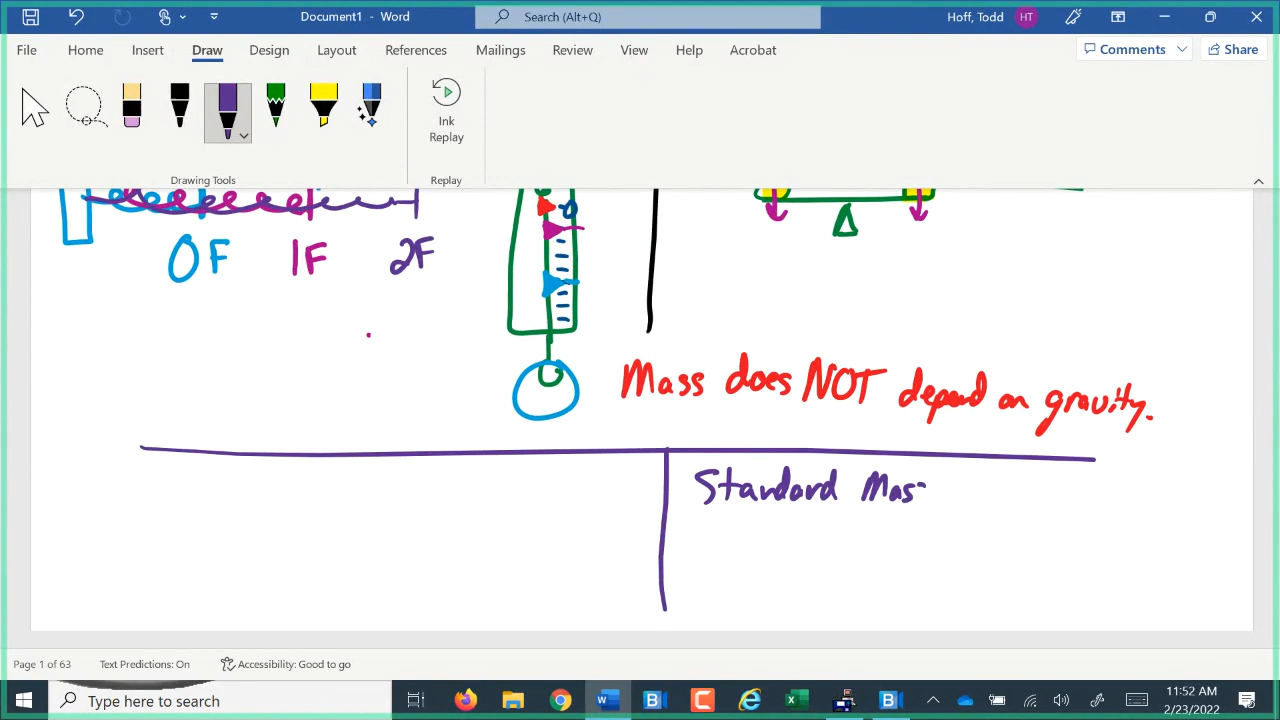 Document1 - Word
Search (Alt+Q)
Hoff, Todd HT
File Home Insert Draw Design Layout References Mailings Review View Help Acrobat
Comments Share
Ink
Replay
Drawing Tools Replay
0F 1F 2F
Mass does NOT depend on gravity.
Standard Mas
Page 1 of 63 Text Predictions: On Accessibility: Good to go
Type here to search
11:52 AM
2/23/2022